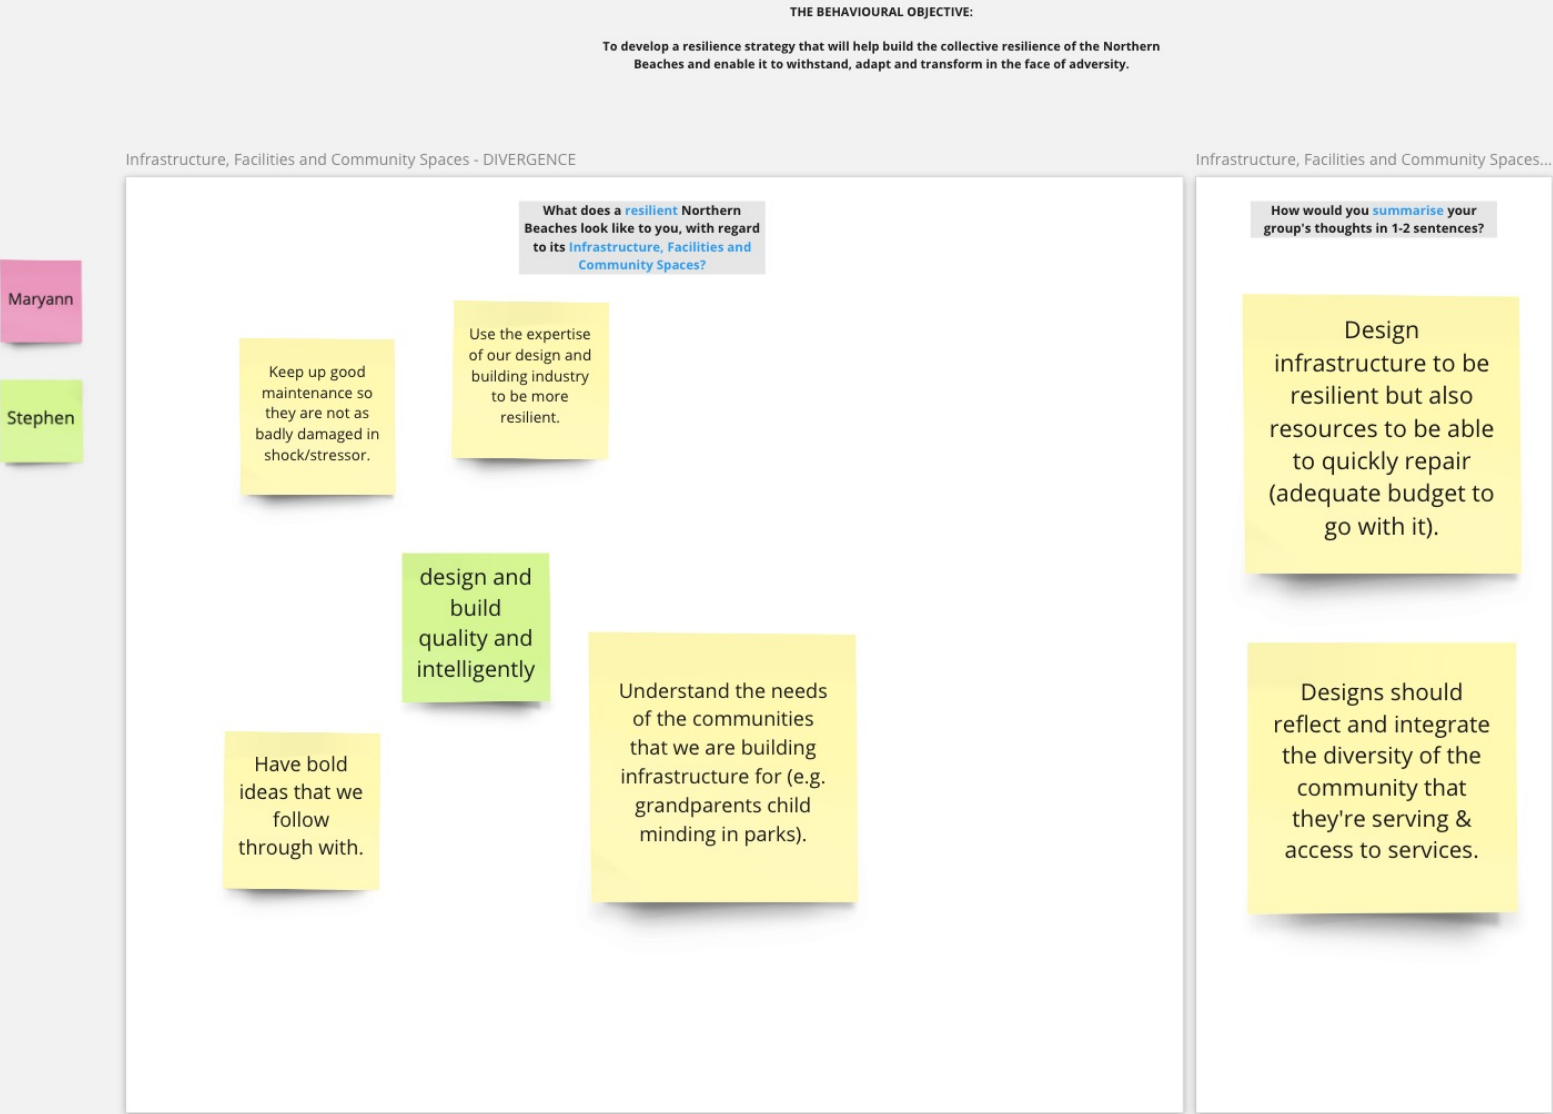 THE BEHAVIOURAL OBJECTIVE:
To develop a resilience strategy that will help build the collective resilience of the Northern
Beaches and enable it to withstand, adapt and transform in the face of adversity.
Infrastructure, Facilities and Community Spaces - DIVERGENCE
What does a resilient Northern
Beaches look like to you, with regard
to its Infrastructure, Facilities and
Community Spaces?
Maryann
Stephen
Keep up good
maintenance so
they are not as
badly damaged in
shock/stressor.
Use the expertise
of our design and
building industry
to be more
resilient.
design and
build
quality and
intelligently
Have bold
ideas that we
follow
through with.
Understand the needs
of the communities
that we are building
infrastructure for (e.g.
grandparents child
minding in parks).
Infrastructure, Facilities and Community Spaces...
How would you summarise your
group's thoughts in 1-2 sentences?
Design
infrastructure to be
resilient but also
resources to be able
to quickly repair
(adequate budget to
go with it).
Designs should
reflect and integrate
the diversity of the
community that
they're serving &
access to services.